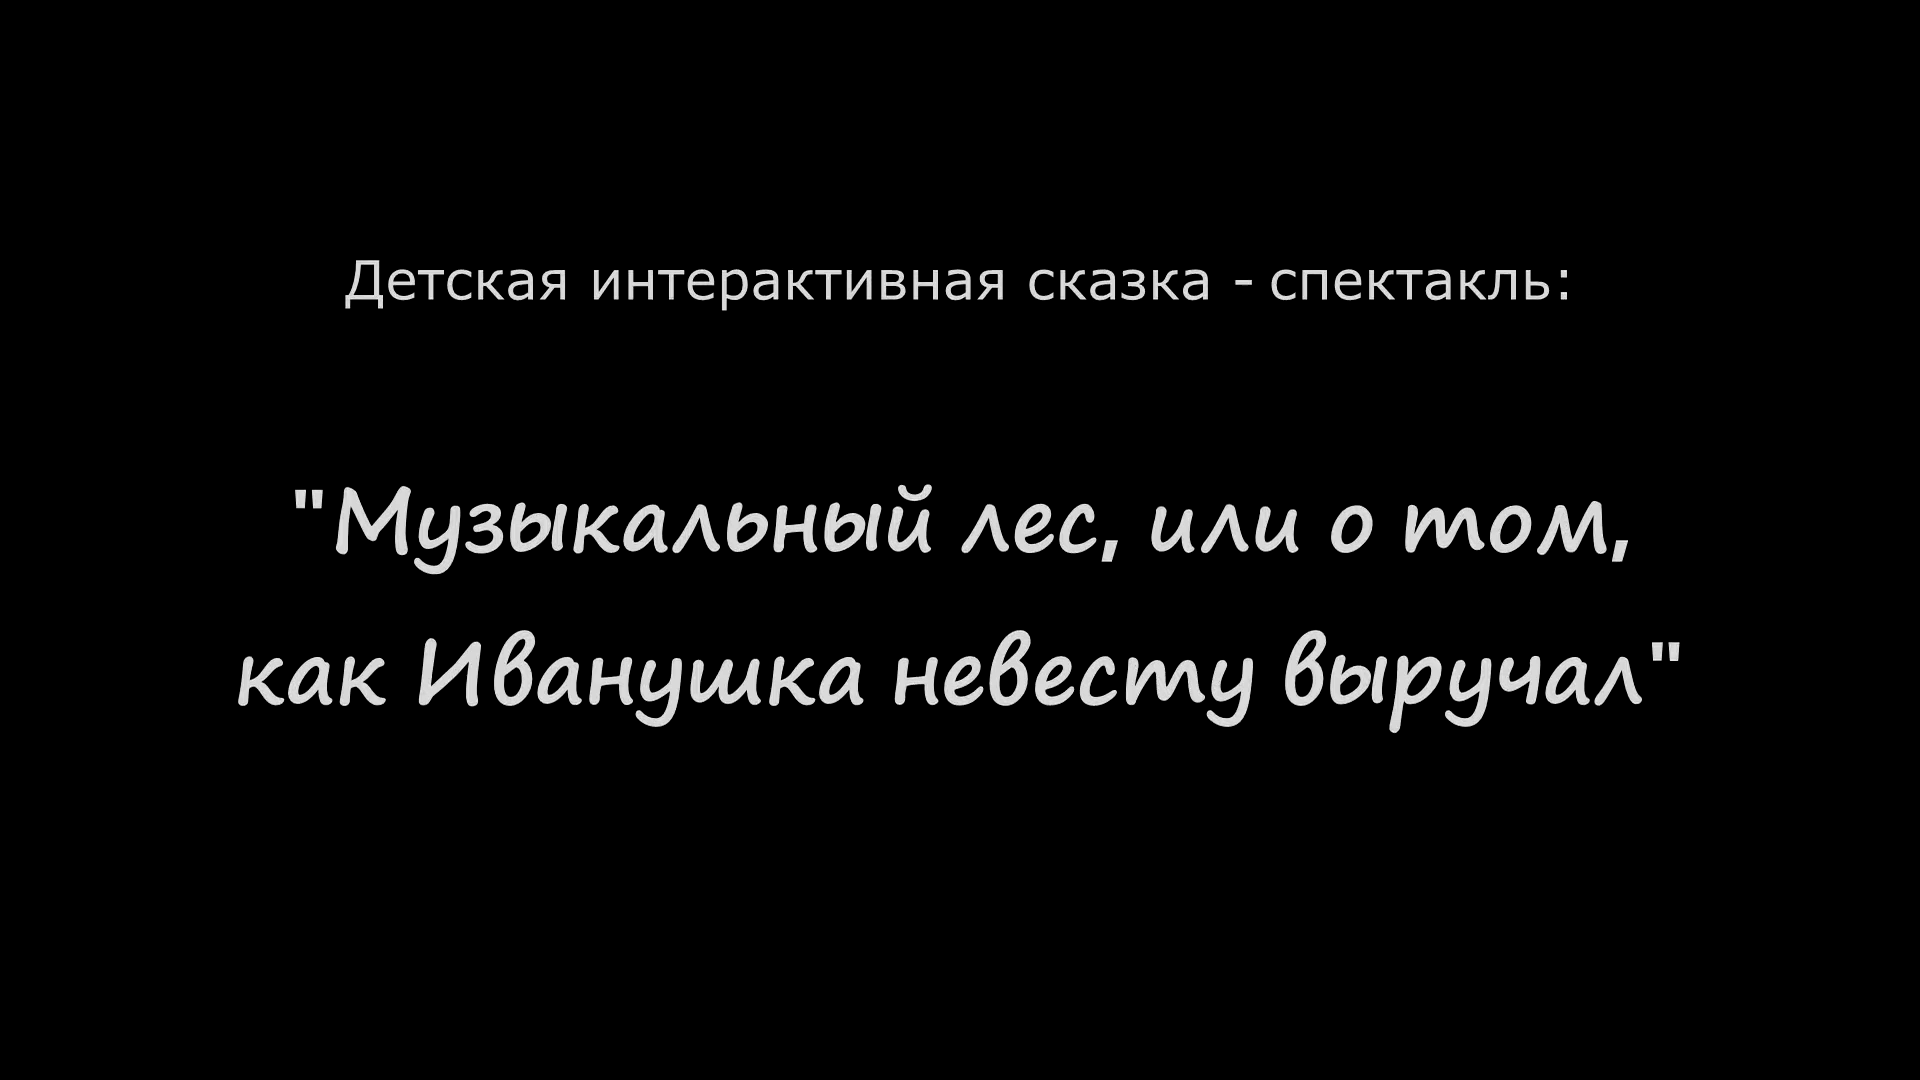 Детская интерактивная сказка - спектакль:
"Музыкальный лес, или о том,
как Иванушка невесту выручал"